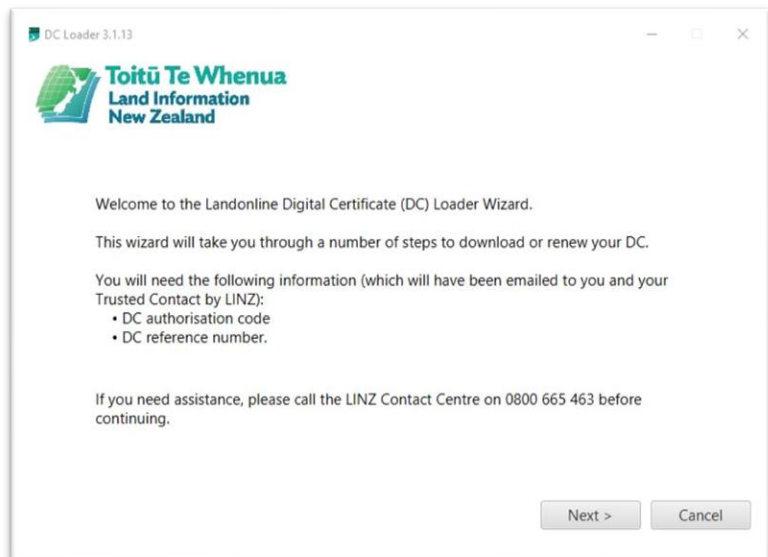 DC Loader 3.1.13
Toitū Te Whenua
Land Information
New Zealand
Welcome to the Landonline Digital Certificate (DC) Loader Wizard.
This wizard will take you through a number of steps to download or renew your DC.
You will need the following information (which will have been emailed to you and your
Trusted Contact by LINZ):
• DC authorisation code
• DC reference number.
If you need assistance, please call the LINZ Contact Centre on 0800 665 463 before
continuing.
Next >
Cancel